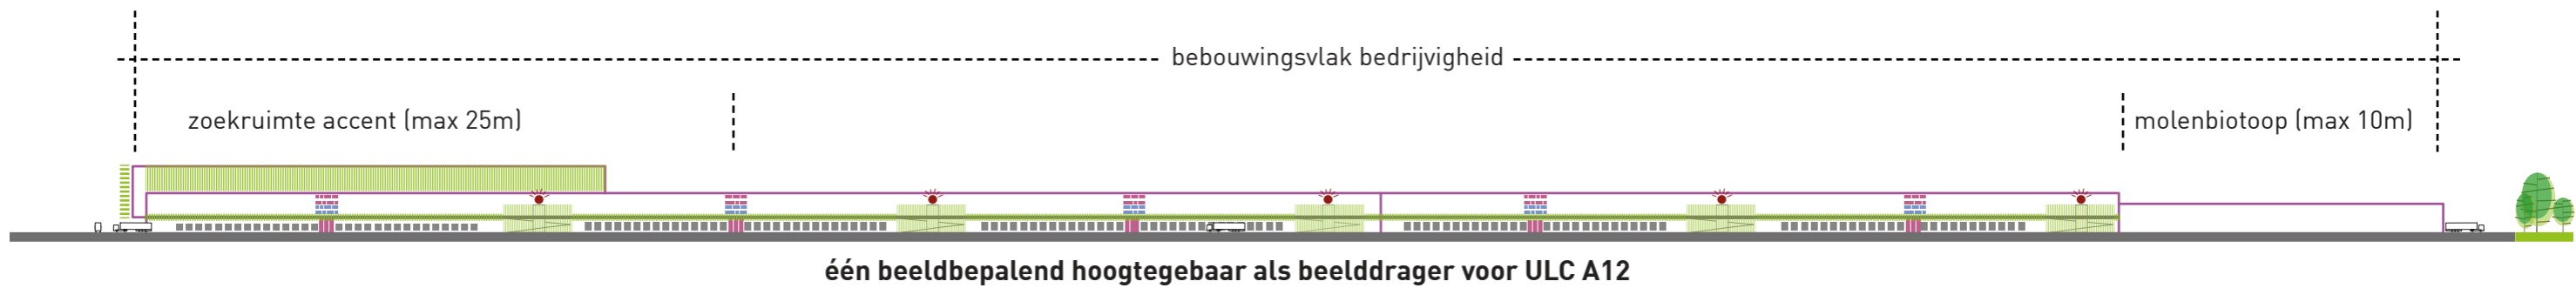 bebouwingsvlak bedrijvigheid
zoekruimte accent (max 25m)
molenbiotoop (max 10m)
één beeldbepalend hoogtegebaar als beelddrager voor ULC A12